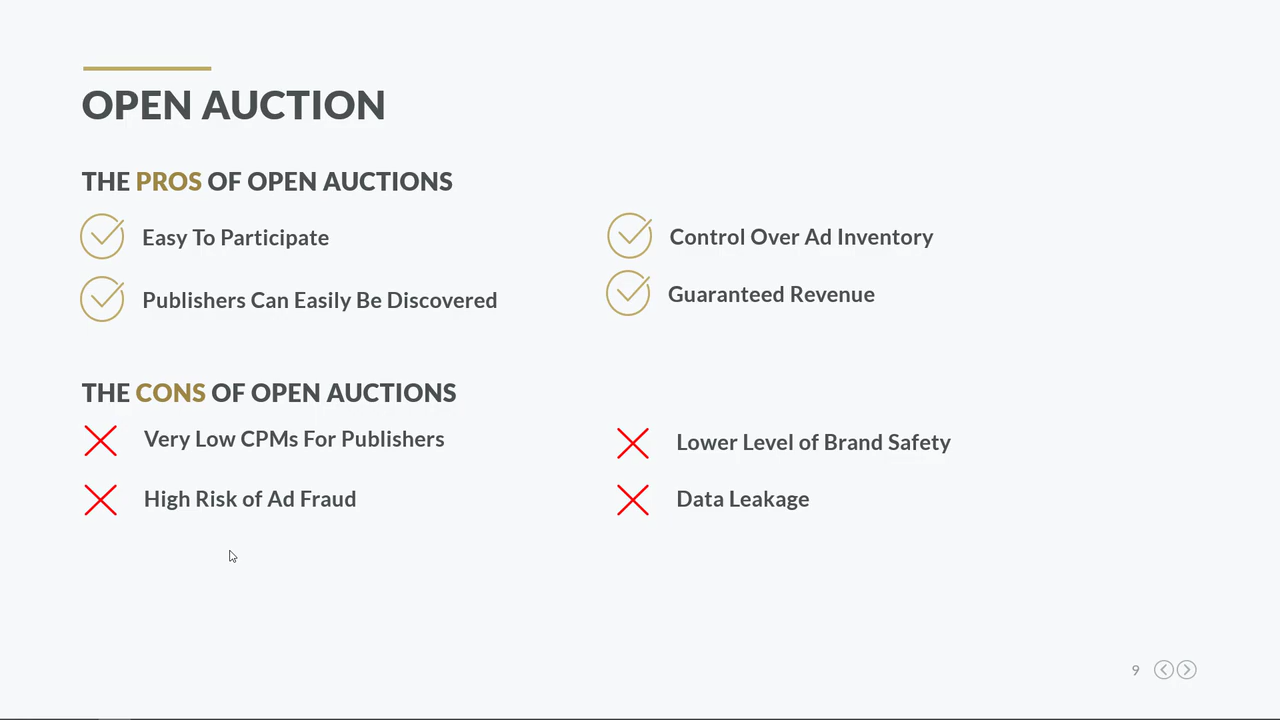 OPEN AUCTION
THE PROS OF OPEN AUCTIONS
Easy To Participate
Control Over Ad Inventory
Publishers Can Easily Be Discovered
Guaranteed Revenue
THE CONS OF OPEN AUCTIONS
Very Low CPMs For Publishers
Lower Level of Brand Safety
High Risk of Ad Fraud
Data Leakage
9